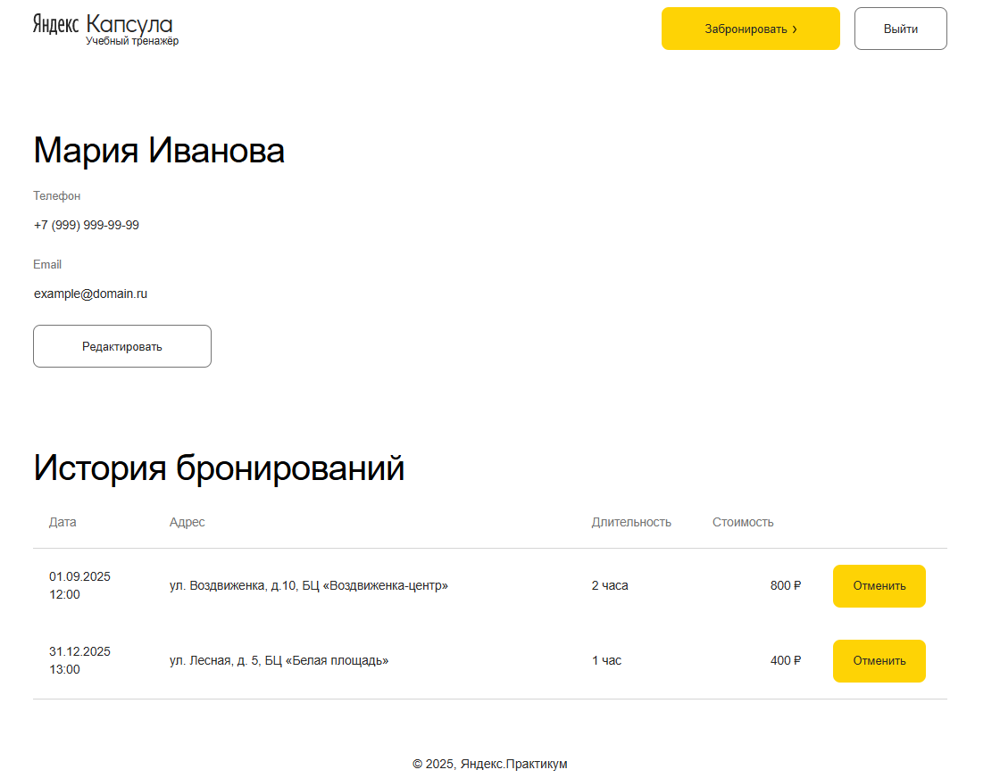 Яндекс Капсула
Учебный тренажёр
Забронировать ›
Выйти
Мария Иванова
Телефон
+7 (999) 999-99-99
Email
example@domain.ru
Редактировать
История бронирований
Дата Адрес Длительность Стоимость
01.09.2025
12:00
ул. Воздвиженка, д.10, БЦ «Воздвиженка-центр»
2 часа
800 ₽
Отменить
31.12.2025
13:00
ул. Лесная, д. 5, БЦ «Белая площадь»
1 час
400 ₽
Отменить
© 2025, Яндекс.Практикум